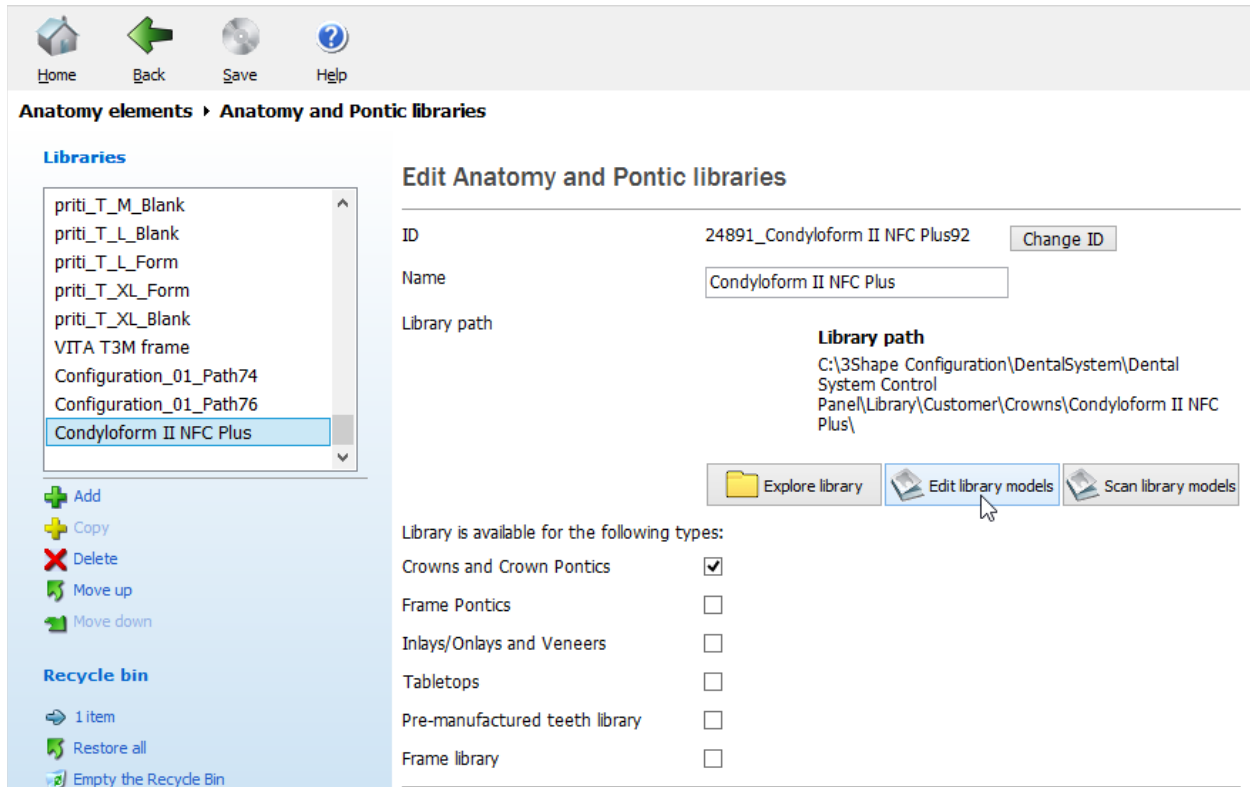 Home Back Save Help
Anatomy elements ▸ Anatomy and Pontic libraries
Libraries
priti_T_M_Blank
priti_T_L_Blank
priti_T_L_Form
priti_T_XL_Form
priti_T_XL_Blank
VITA T3M frame
Configuration_01_Path74
Configuration_01_Path76
Condyloform II NFC Plus
Add
Copy
Delete
Move up
Move down
Recycle bin
1 item
Restore all
Empty the Recycle Bin
Edit Anatomy and Pontic libraries
ID 24891_Condyloform II NFC Plus92 Change ID
Name Condyloform II NFC Plus
Library path
Library path
C:\3Shape Configuration\DentalSystem\Dental
System Control
Panel\Library\Customer\Crowns\Condyloform II NFC
Plus\
Explore library Edit library models Scan library models
Library is available for the following types:
Crowns and Crown Pontics
Frame Pontics
Inlays/Onlays and Veneers
Tabletops
Pre-manufactured teeth library
Frame library